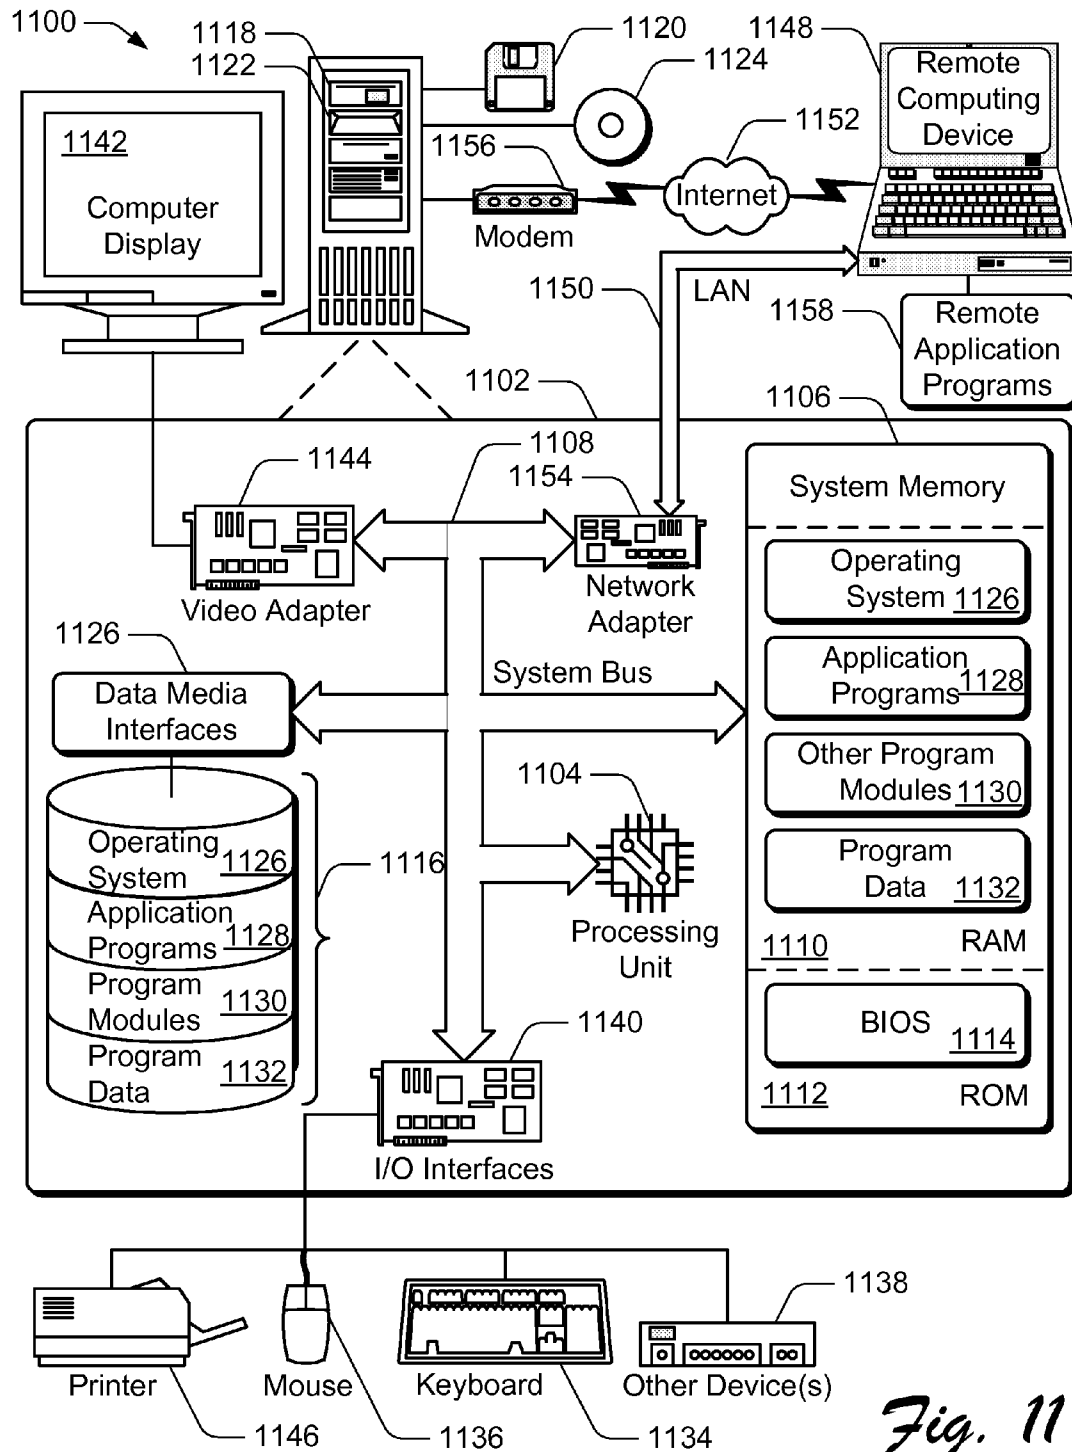 1100
1118
1122
1120
1124
1148
Remote
Computing
Device
1142
Computer
Display
1156
Modem
1152
Internet
1150
LAN
1158
Remote
Application
Programs
1102
1106
1108
1144
1154
Video Adapter
Network
Adapter
System Memory
Operating
System 1126
Application
Programs 1128
Other Program
Modules 1130
Program
Data 1132
1110 RAM
BIOS 1114
1112 ROM
1126
Data Media
Interfaces
System Bus
Operating
System 1126
Application
Programs 1128
Program
Modules 1130
Program
Data 1132
1116
1104
Processing
Unit
1140
I/O Interfaces
1138
Printer
Mouse
Keyboard
Other Device(s)
1146
1136
1134
Fig. 11